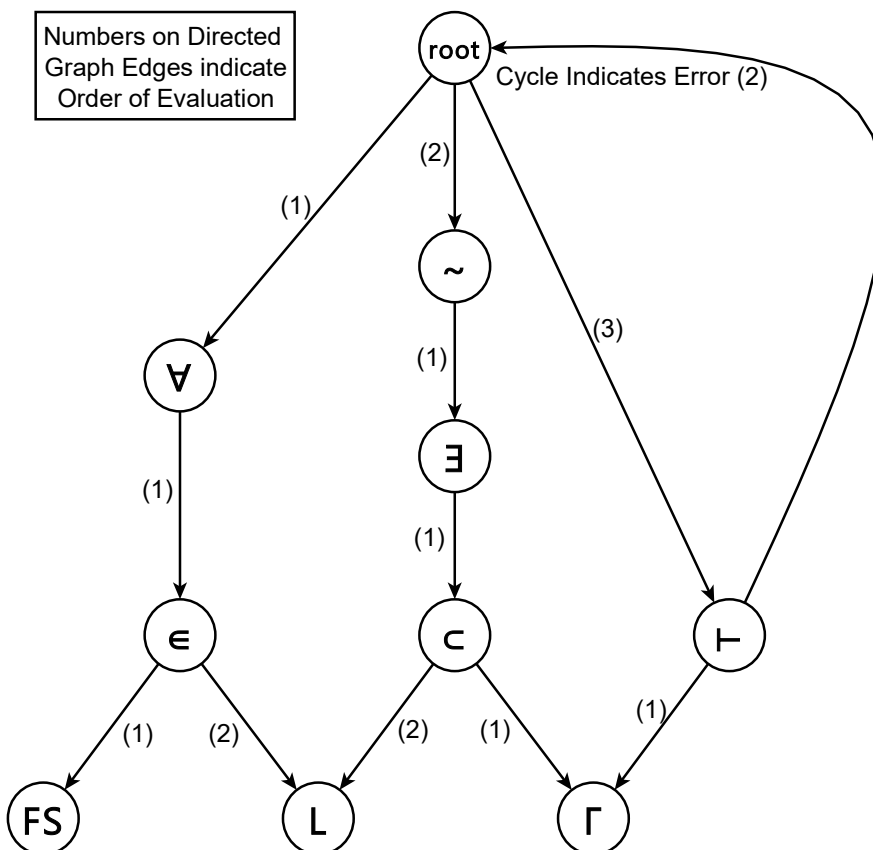 Numbers on Directed
Graph Edges indicate
Order of Evaluation
root
Cycle Indicates Error (2)
(2)
(1)
~
(3)
(1)
∀
∃
(1)
(1)
∈
⊂
⊢
(1)
(2)
(2)
(1)
(1)
FS
L
Γ